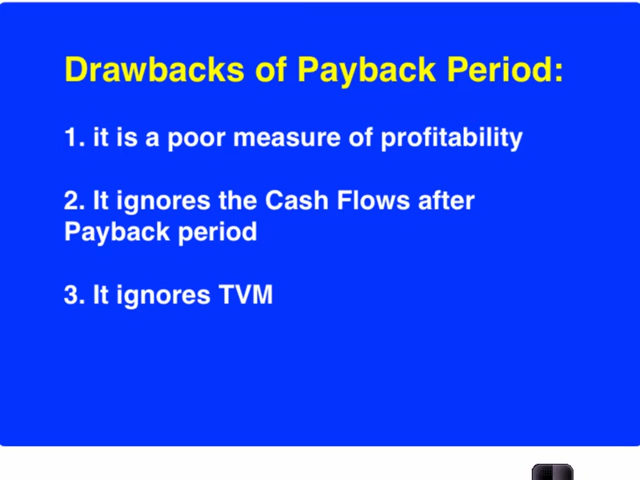 Drawbacks of Payback Period:
1. it is a poor measure of profitability
2. It ignores the Cash Flows after
Payback period
3. It ignores TVM